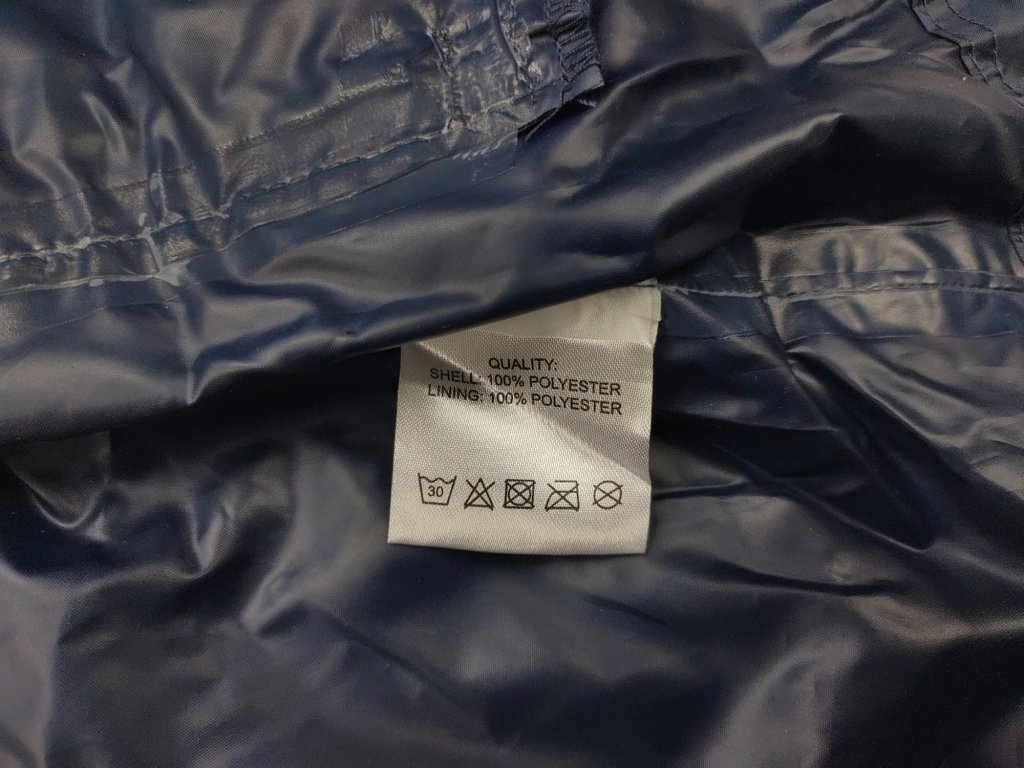 QUALITY:
SHELL: 100% POLYESTER
LINING: 100% POLYESTER
30